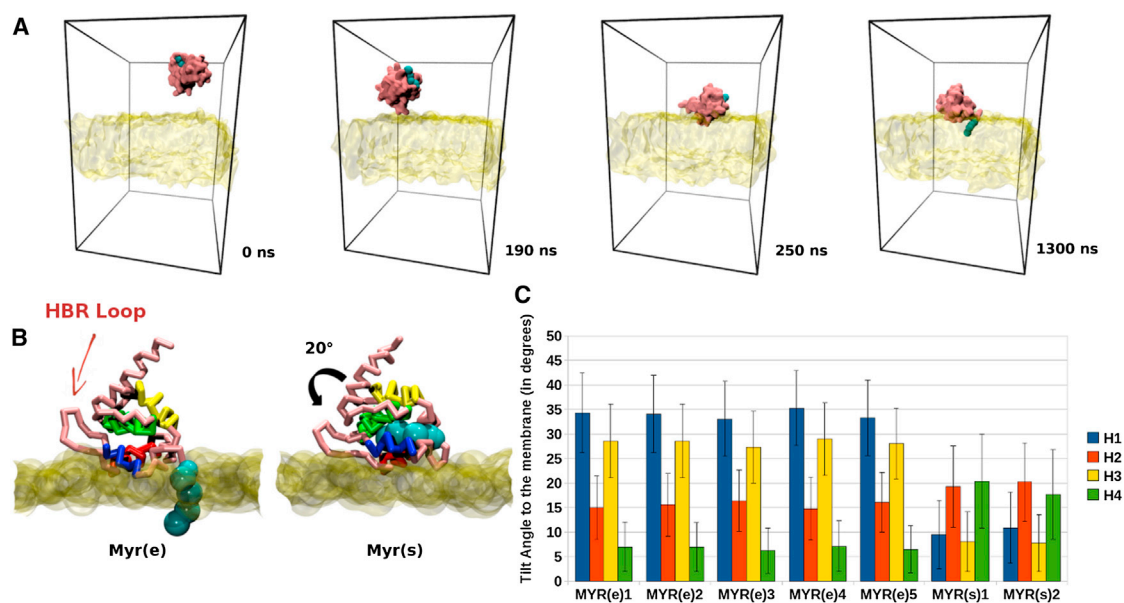 A
0 ns
190 ns
250 ns
1300 ns
B
HBR Loop
20°
Myr(e)
Myr(s)
C
Tilt Angle to the membrane (in degrees)
50
45
40
35
30
25
20
15
10
5
0
MYR(e)1 MYR(e)2 MYR(e)3 MYR(e)4 MYR(e)5 MYR(s)1 MYR(s)2
H1
H2
H3
H4